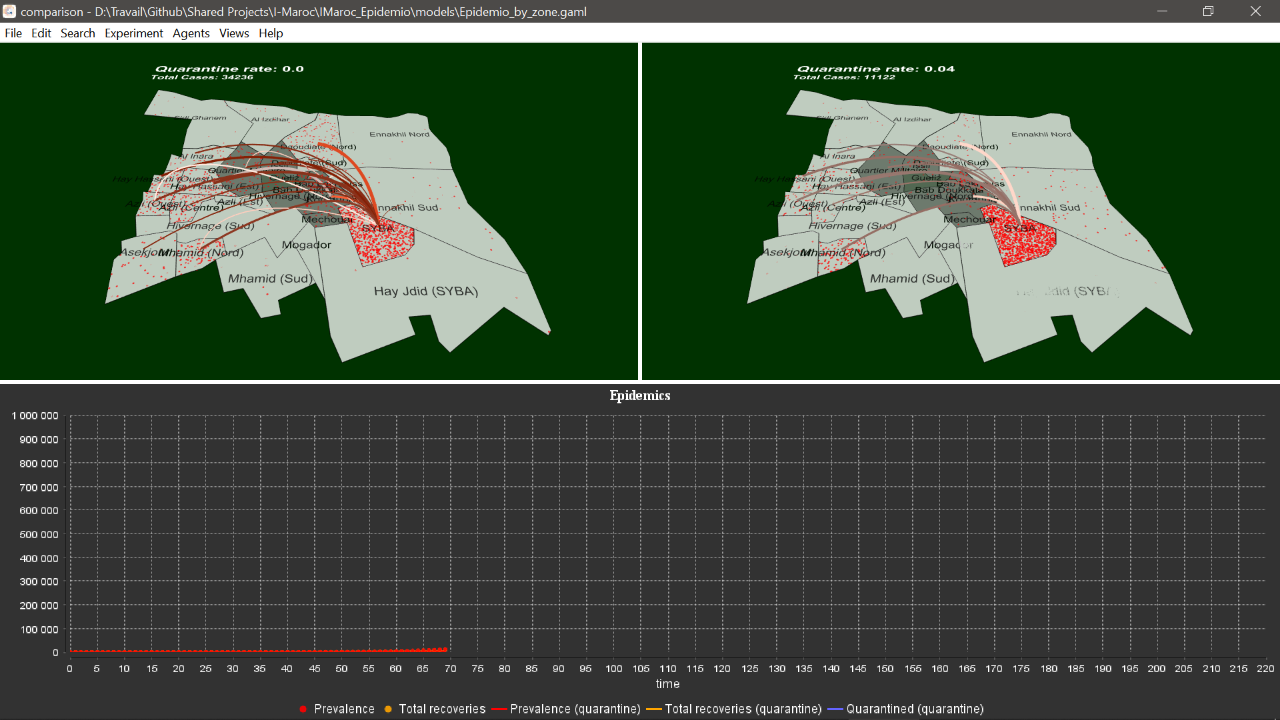 comparison - D:\Travail\Github\Shared Projects\I-Maroc\IMaroc_Epidemio\models\Epidemio_by_zone.gaml
File Edit Search Experiment Agents Views Help
Quarantine rate: 0.0
Total Cases: 34236
Sidi Ghanem
Al Izdihar
Ennakhil Nord
(Nord)
Al Inara
(Sud)
Quartier
Gueliz
Hay Hassani (Ouest)
Hay Hassani (Est)
Bab
Hivernage
Azli (Ouest)
Azli (Centre)
Azli (Est)
Ennakhil Sud
Mechouar
SYBA
Hivernage (Sud)
Mogador
Asekjour
Mhamid (Nord)
Mhamid (Sud)
Hay Jdid (SYBA)
Quarantine rate: 0.04
Total Cases: 11122
Sidi Ghanem
Al Izdihar
Ennakhil Nord
(Nord)
Al Inara
(Sud)
Quartier
Gueliz
Hay Hassani (Ouest)
Hay Hassani (Est)
Bab Doukkala
Hivernage
Azli (Ouest)
Azli (Centre)
Azli (Est)
Ennakhil Sud
Mechouar
SYBA
Hivernage (Sud)
Mogador
Asekjour
Mhamid (Nord)
Mhamid (Sud)
Epidemics
1 000 000
900 000
800 000
700 000
600 000
500 000
400 000
300 000
200 000
100 000
0
0 5 10 15 20 25 30 35 40 45 50 55 60 65 70 75 80 85 90 95 100 105 110 115 120 125 130 135 140 145 150 155 160 165 170 175 180 185 190 195 200 205 210 215 220
time
Prevalence Total recoveries Prevalence (quarantine) Total recoveries (quarantine) Quarantined (quarantine)